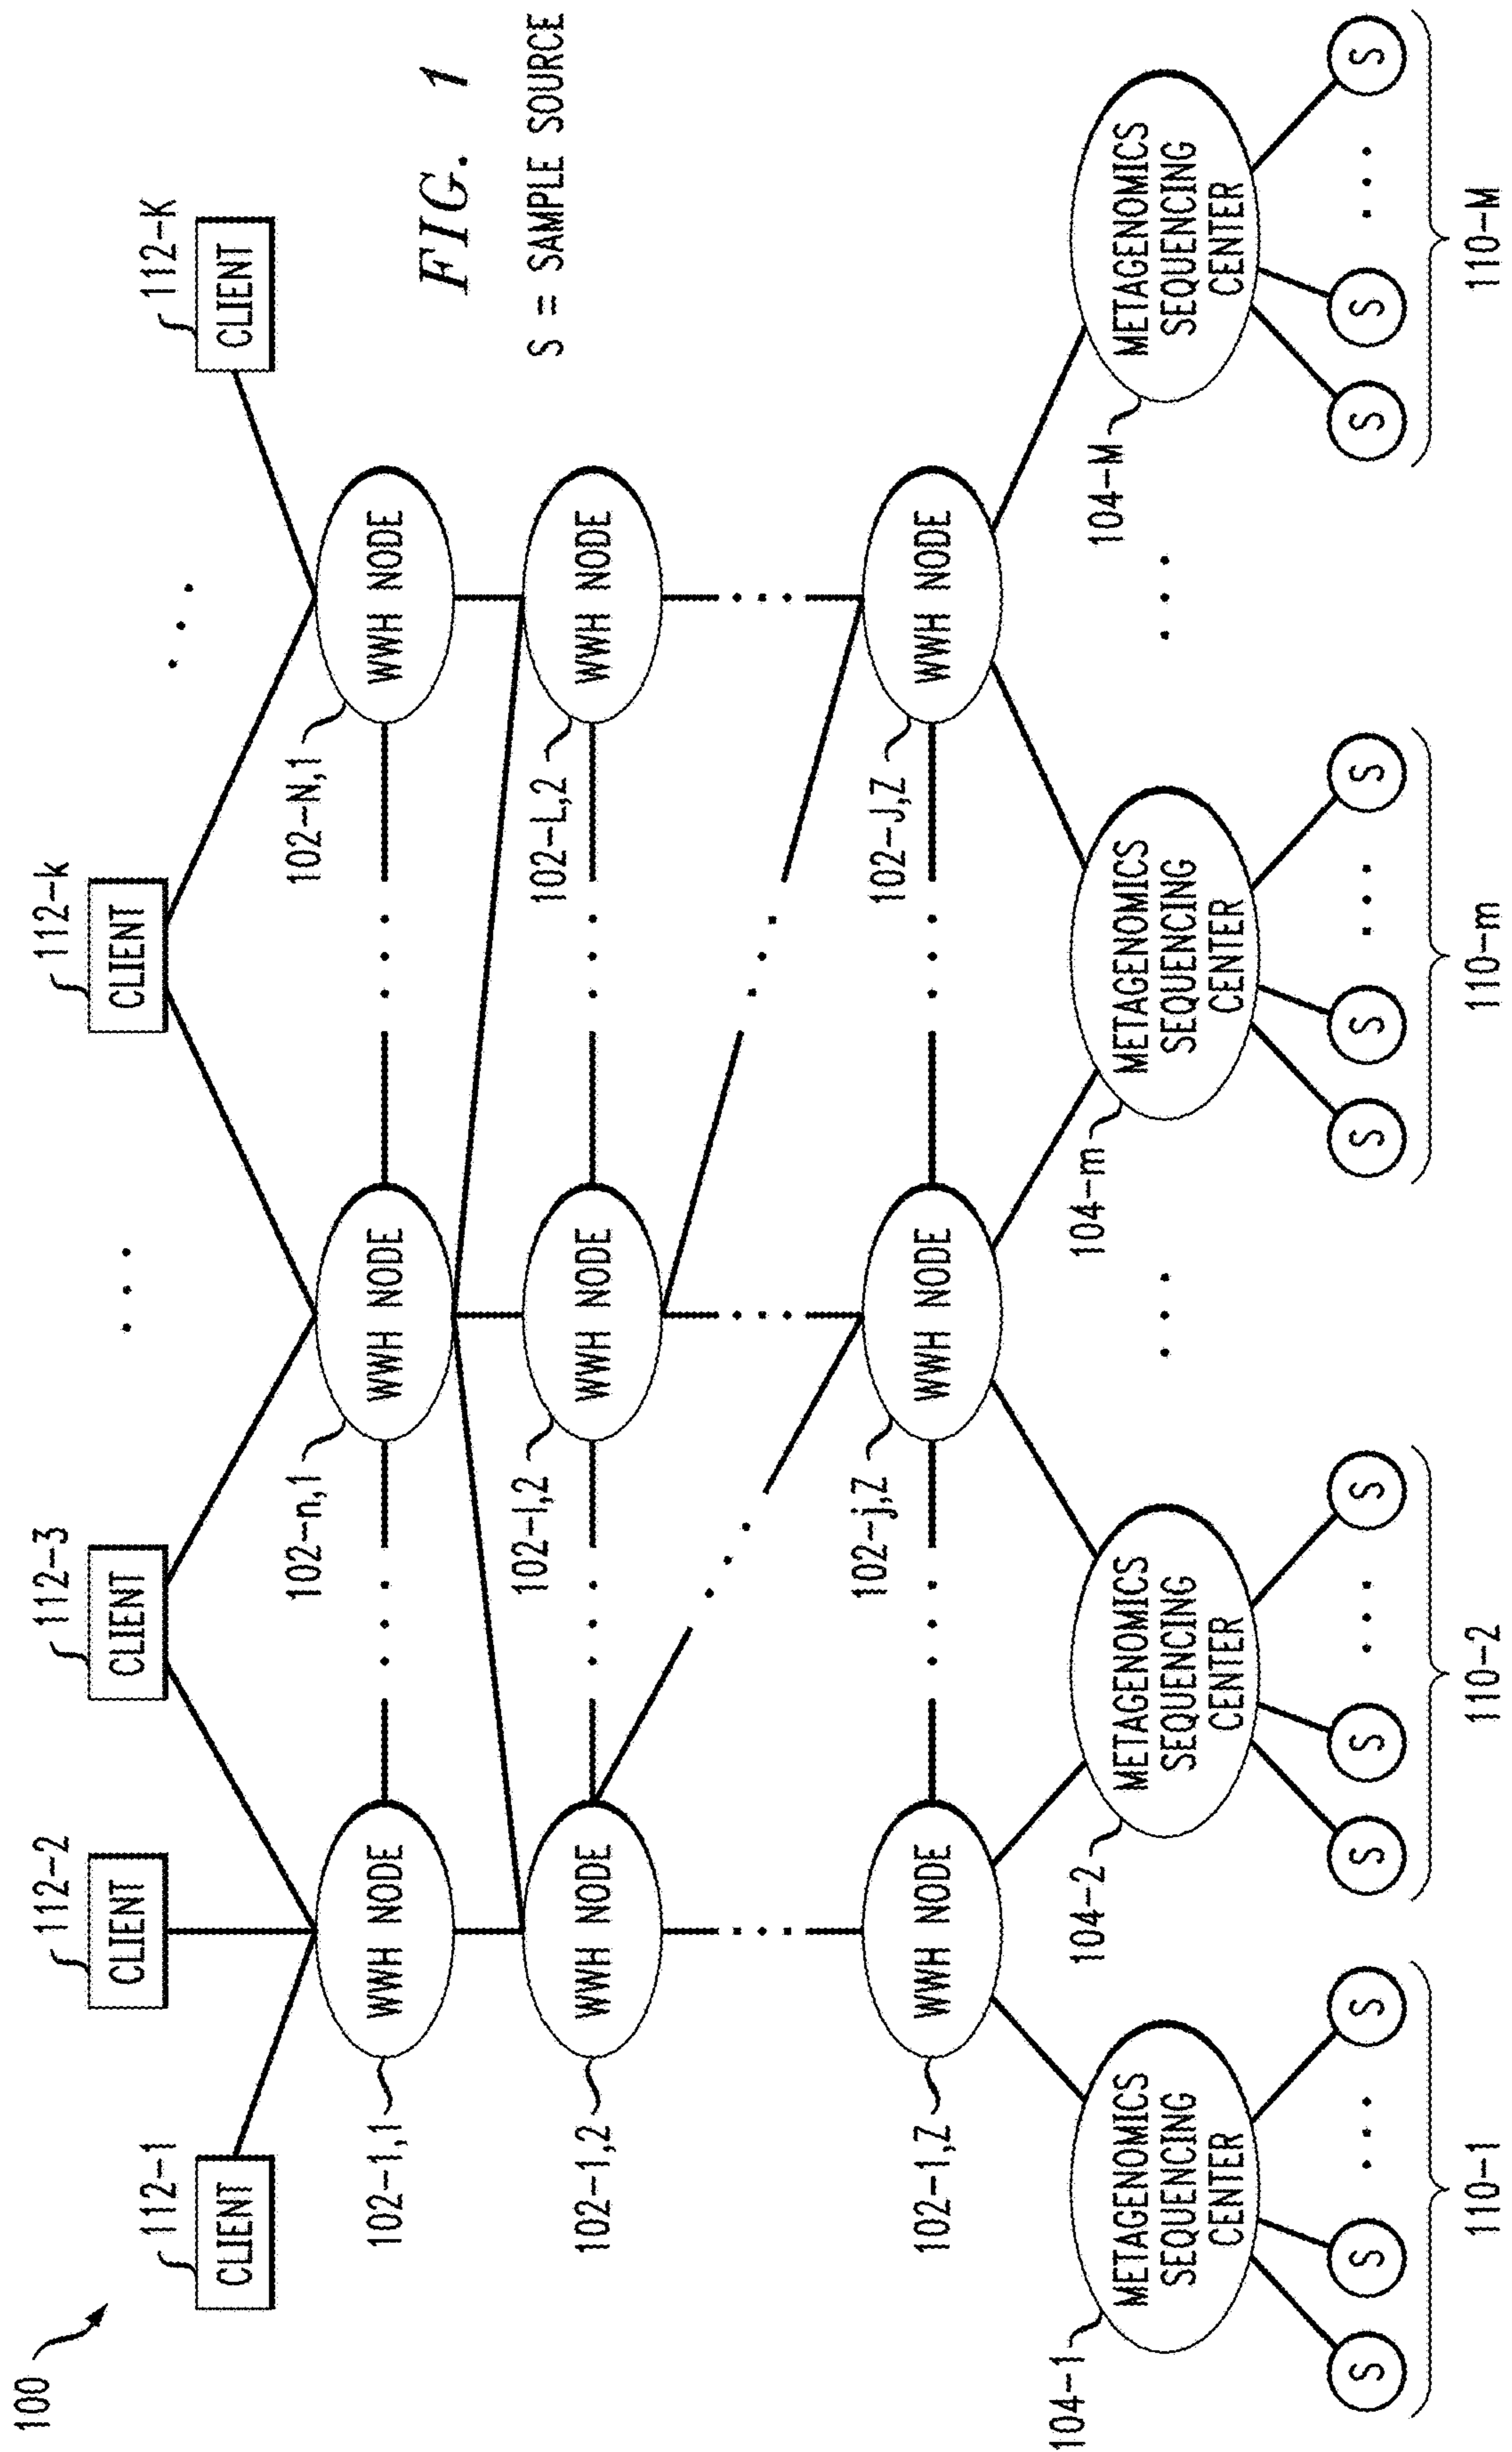 100
112-1
CLIENT
112-2
CLIENT
112-3
CLIENT
. . .
112-k
CLIENT
. . .
112-K
CLIENT
FIG. 1
S = SAMPLE SOURCE
102-1,1
WWH NODE
. . .
102-n,1
WWH NODE
. . .
102-N,1
WWH NODE
102-1,2
WWH NODE
. . .
102-l,2
WWH NODE
. . .
102-L,2
WWH NODE
102-1,Z
WWH NODE
. . .
102-j,Z
WWH NODE
. . .
102-J,Z
WWH NODE
104-1
METAGENOMICS
SEQUENCING
CENTER
104-2
METAGENOMICS
SEQUENCING
CENTER
. . .
104-m
METAGENOMICS
SEQUENCING
CENTER
. . .
104-M
METAGENOMICS
SEQUENCING
CENTER
S S . . . S
S S . . . S
S S . . . S
S S . . . S
110-1
110-2
110-m
110-M